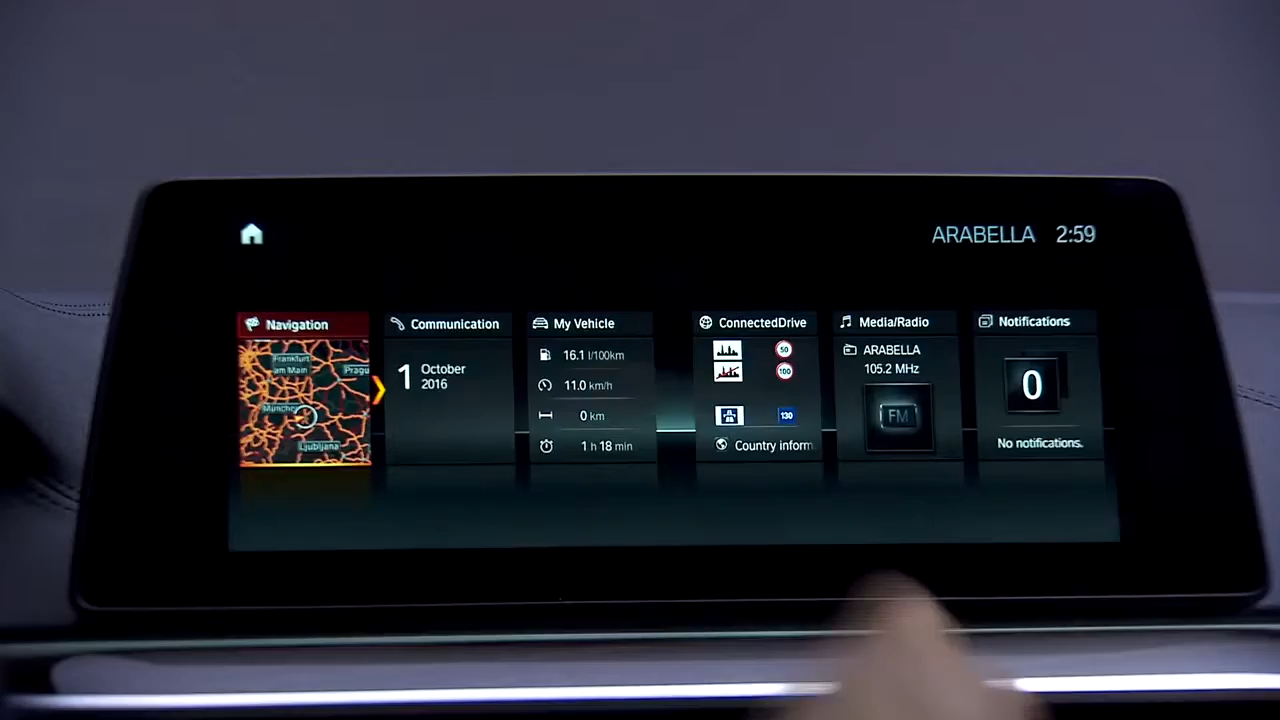 ARABELLA 2:59
Navigation
Frankfurt
am Main
Pragu
Münche
Ljubljana
Communication
1 October
2016
My Vehicle
16.1 l/100km
11.0 km/h
0 km
1 h 18 min
ConnectedDrive
50
100
130
Country inform
Media/Radio
ARABELLA
105.2 MHz
FM
Notifications
0
No notifications.